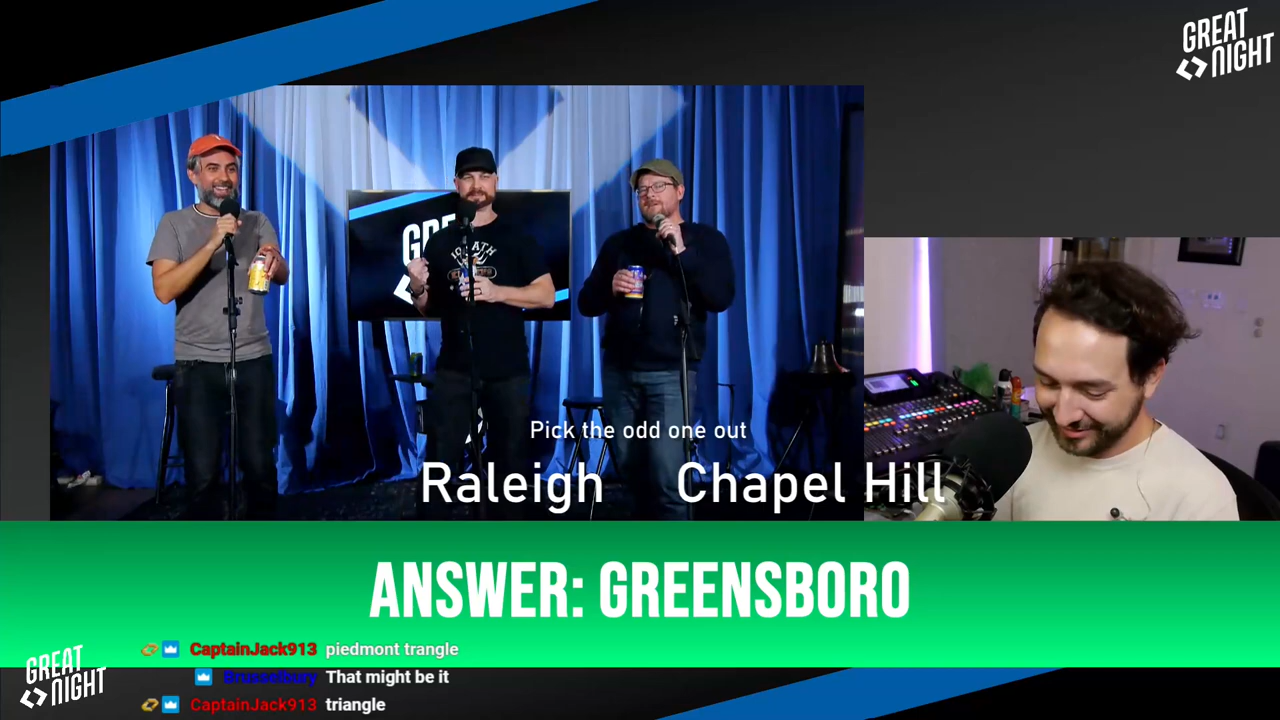 GREAT
NIGHT
Pick the odd one out
Raleigh Chapel Hill
ANSWER: GREENSBORO
CaptainJack913 piedmont trangle
Brusselbury That might be it
CaptainJack913 triangle
GREAT
NIGHT